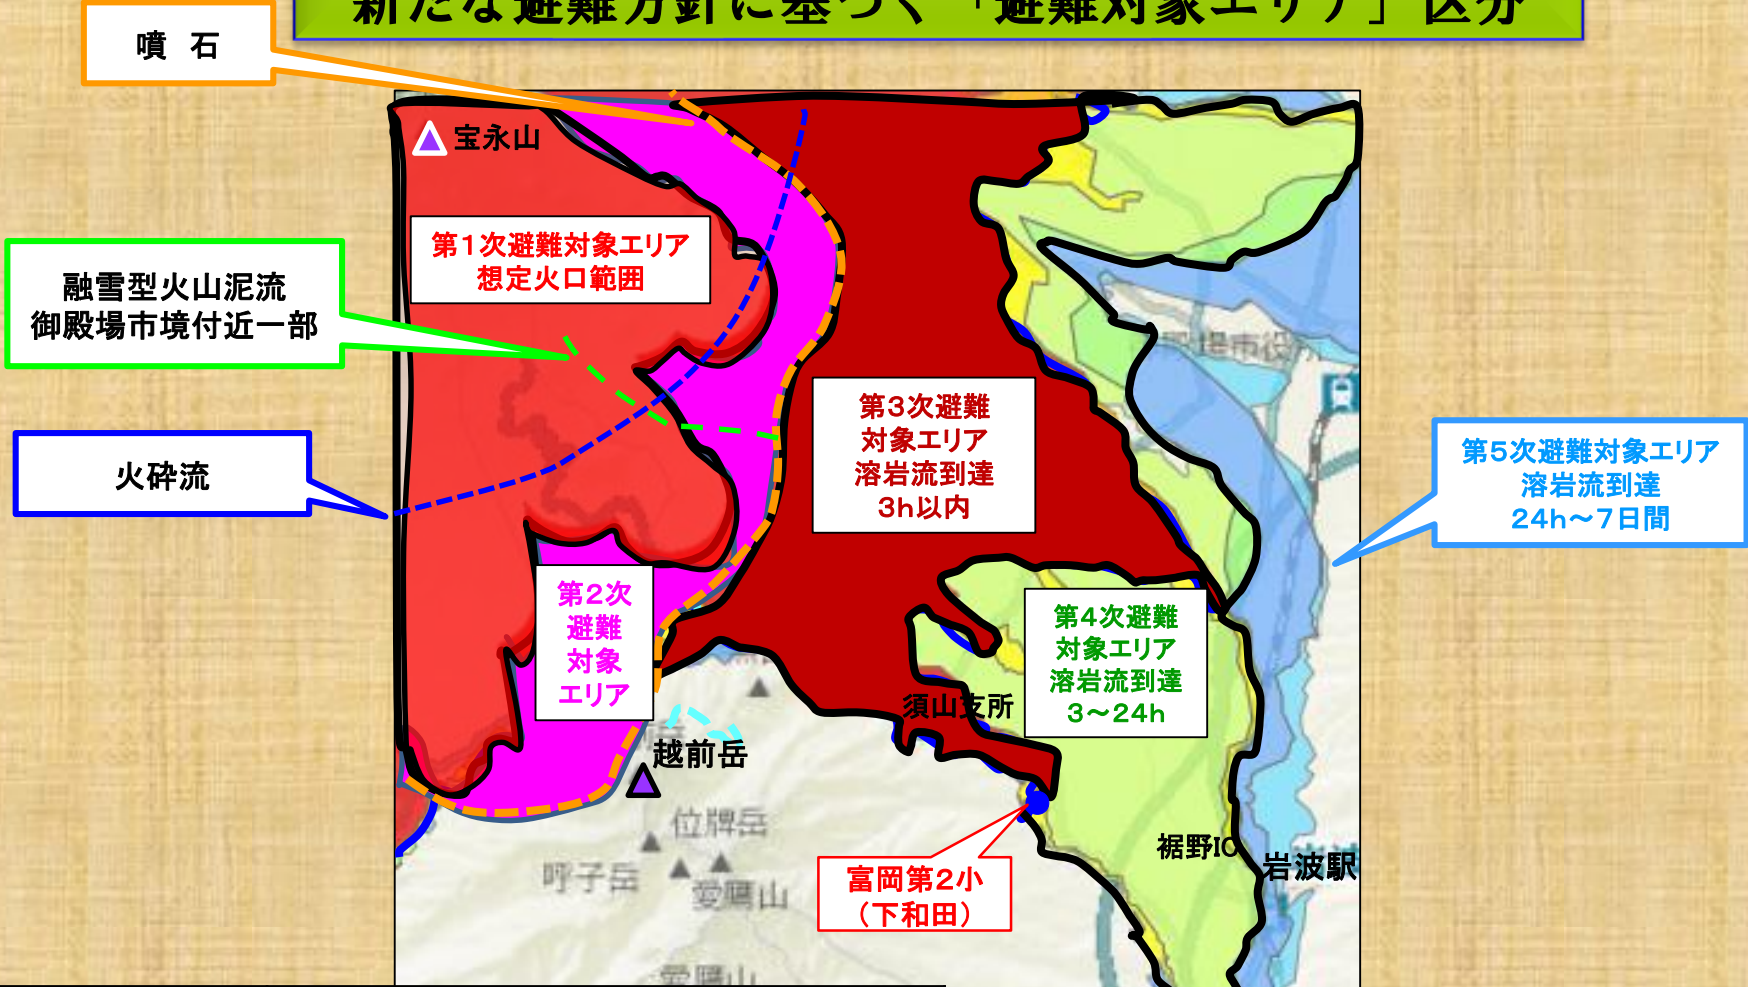 新たな避難方針に基づく「避難対象エリア」区分
噴 石
宝永山
第1次避難対象エリア
想定火口範囲
融雪型火山泥流
御殿場市境付近一部
火砕流
第3次避難
対象エリア
溶岩流到達
3h以内
第5次避難対象エリア
溶岩流到達
24h～7日間
第2次
避難
対象
エリア
第4次避難
対象エリア
溶岩流到達
3～24h
須山支所
越前岳
位牌岳
呼子岳
愛鷹山
富岡第2小
（下和田）
裾野IC
岩波駅
愛鷹山